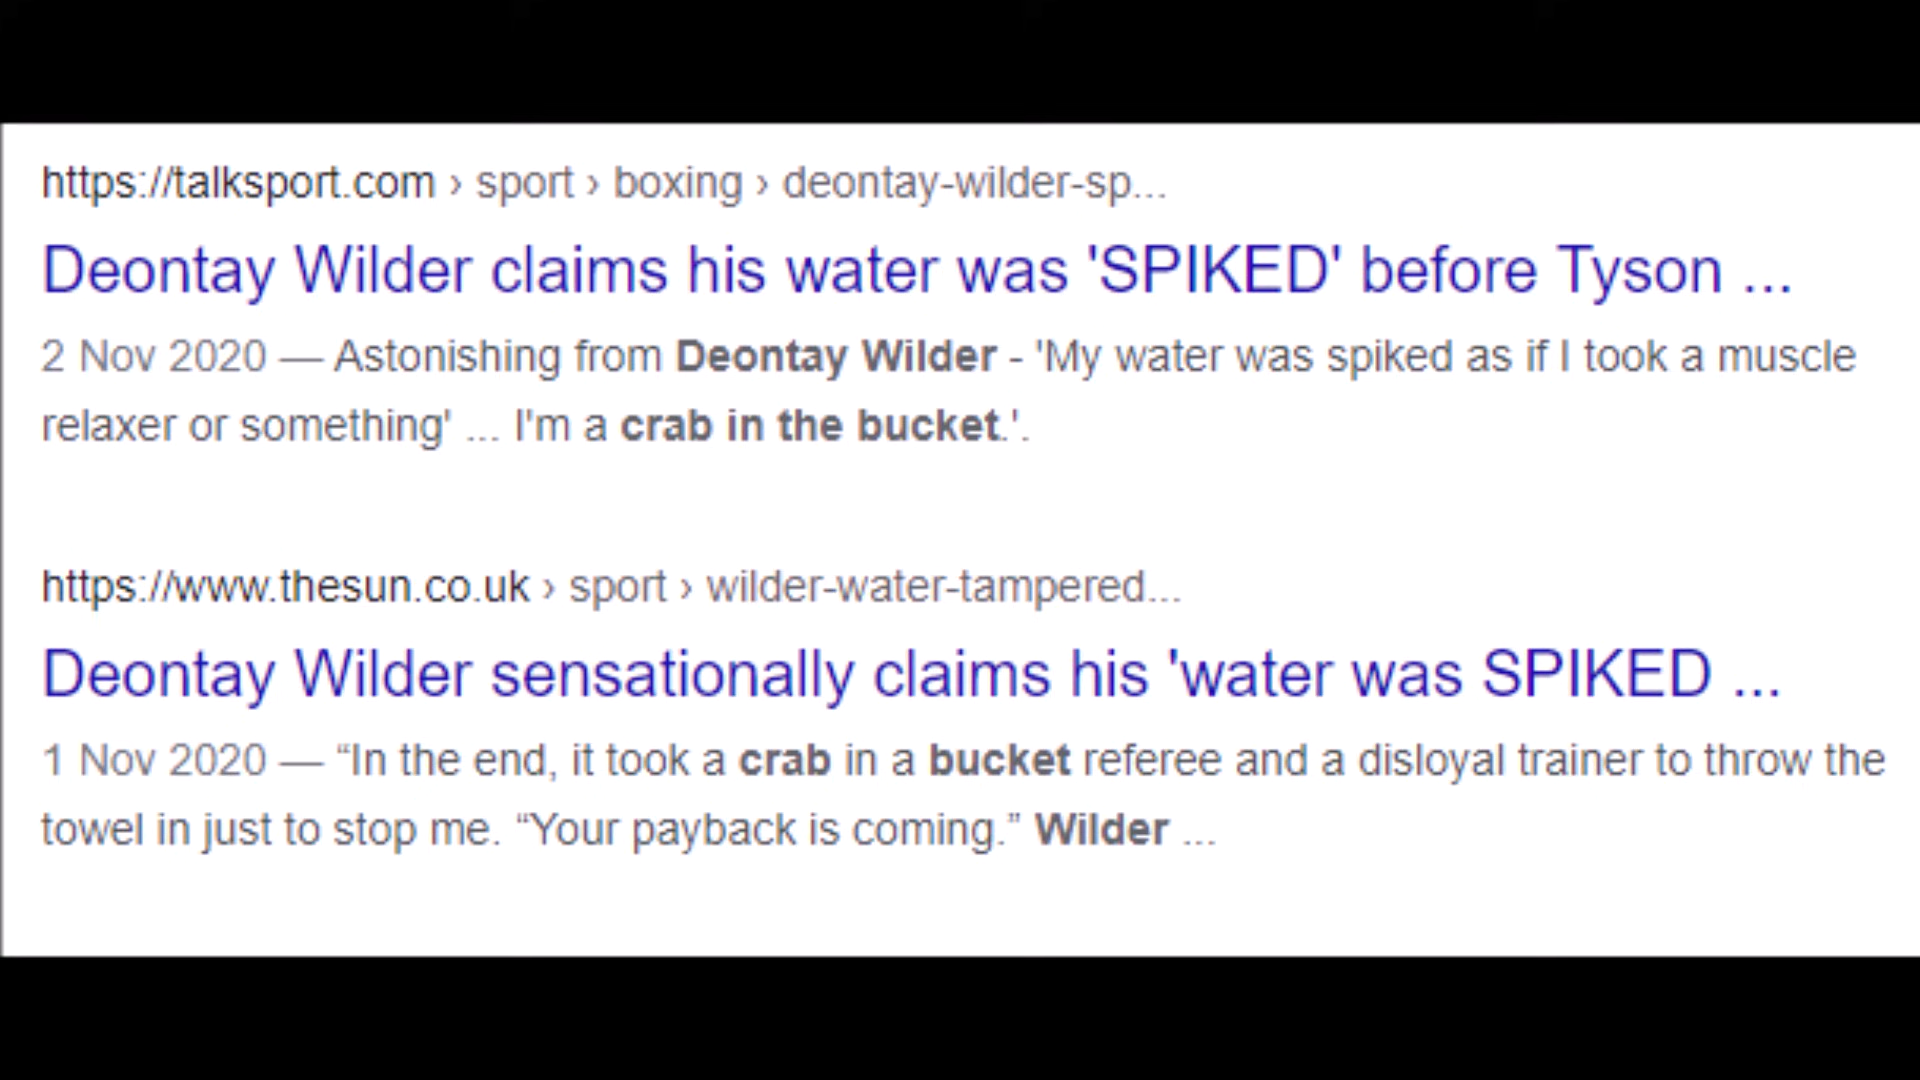 https://talksport.com › sport › boxing › deontay-wilder-sp...
Deontay Wilder claims his water was 'SPIKED' before Tyson ...
2 Nov 2020 — Astonishing from Deontay Wilder - 'My water was spiked as if I took a muscle
relaxer or something' ... I'm a crab in the bucket.'.
https://www.thesun.co.uk › sport › wilder-water-tampered...
Deontay Wilder sensationally claims his 'water was SPIKED ...
1 Nov 2020 — “In the end, it took a crab in a bucket referee and a disloyal trainer to throw the
towel in just to stop me. “Your payback is coming.” Wilder ...